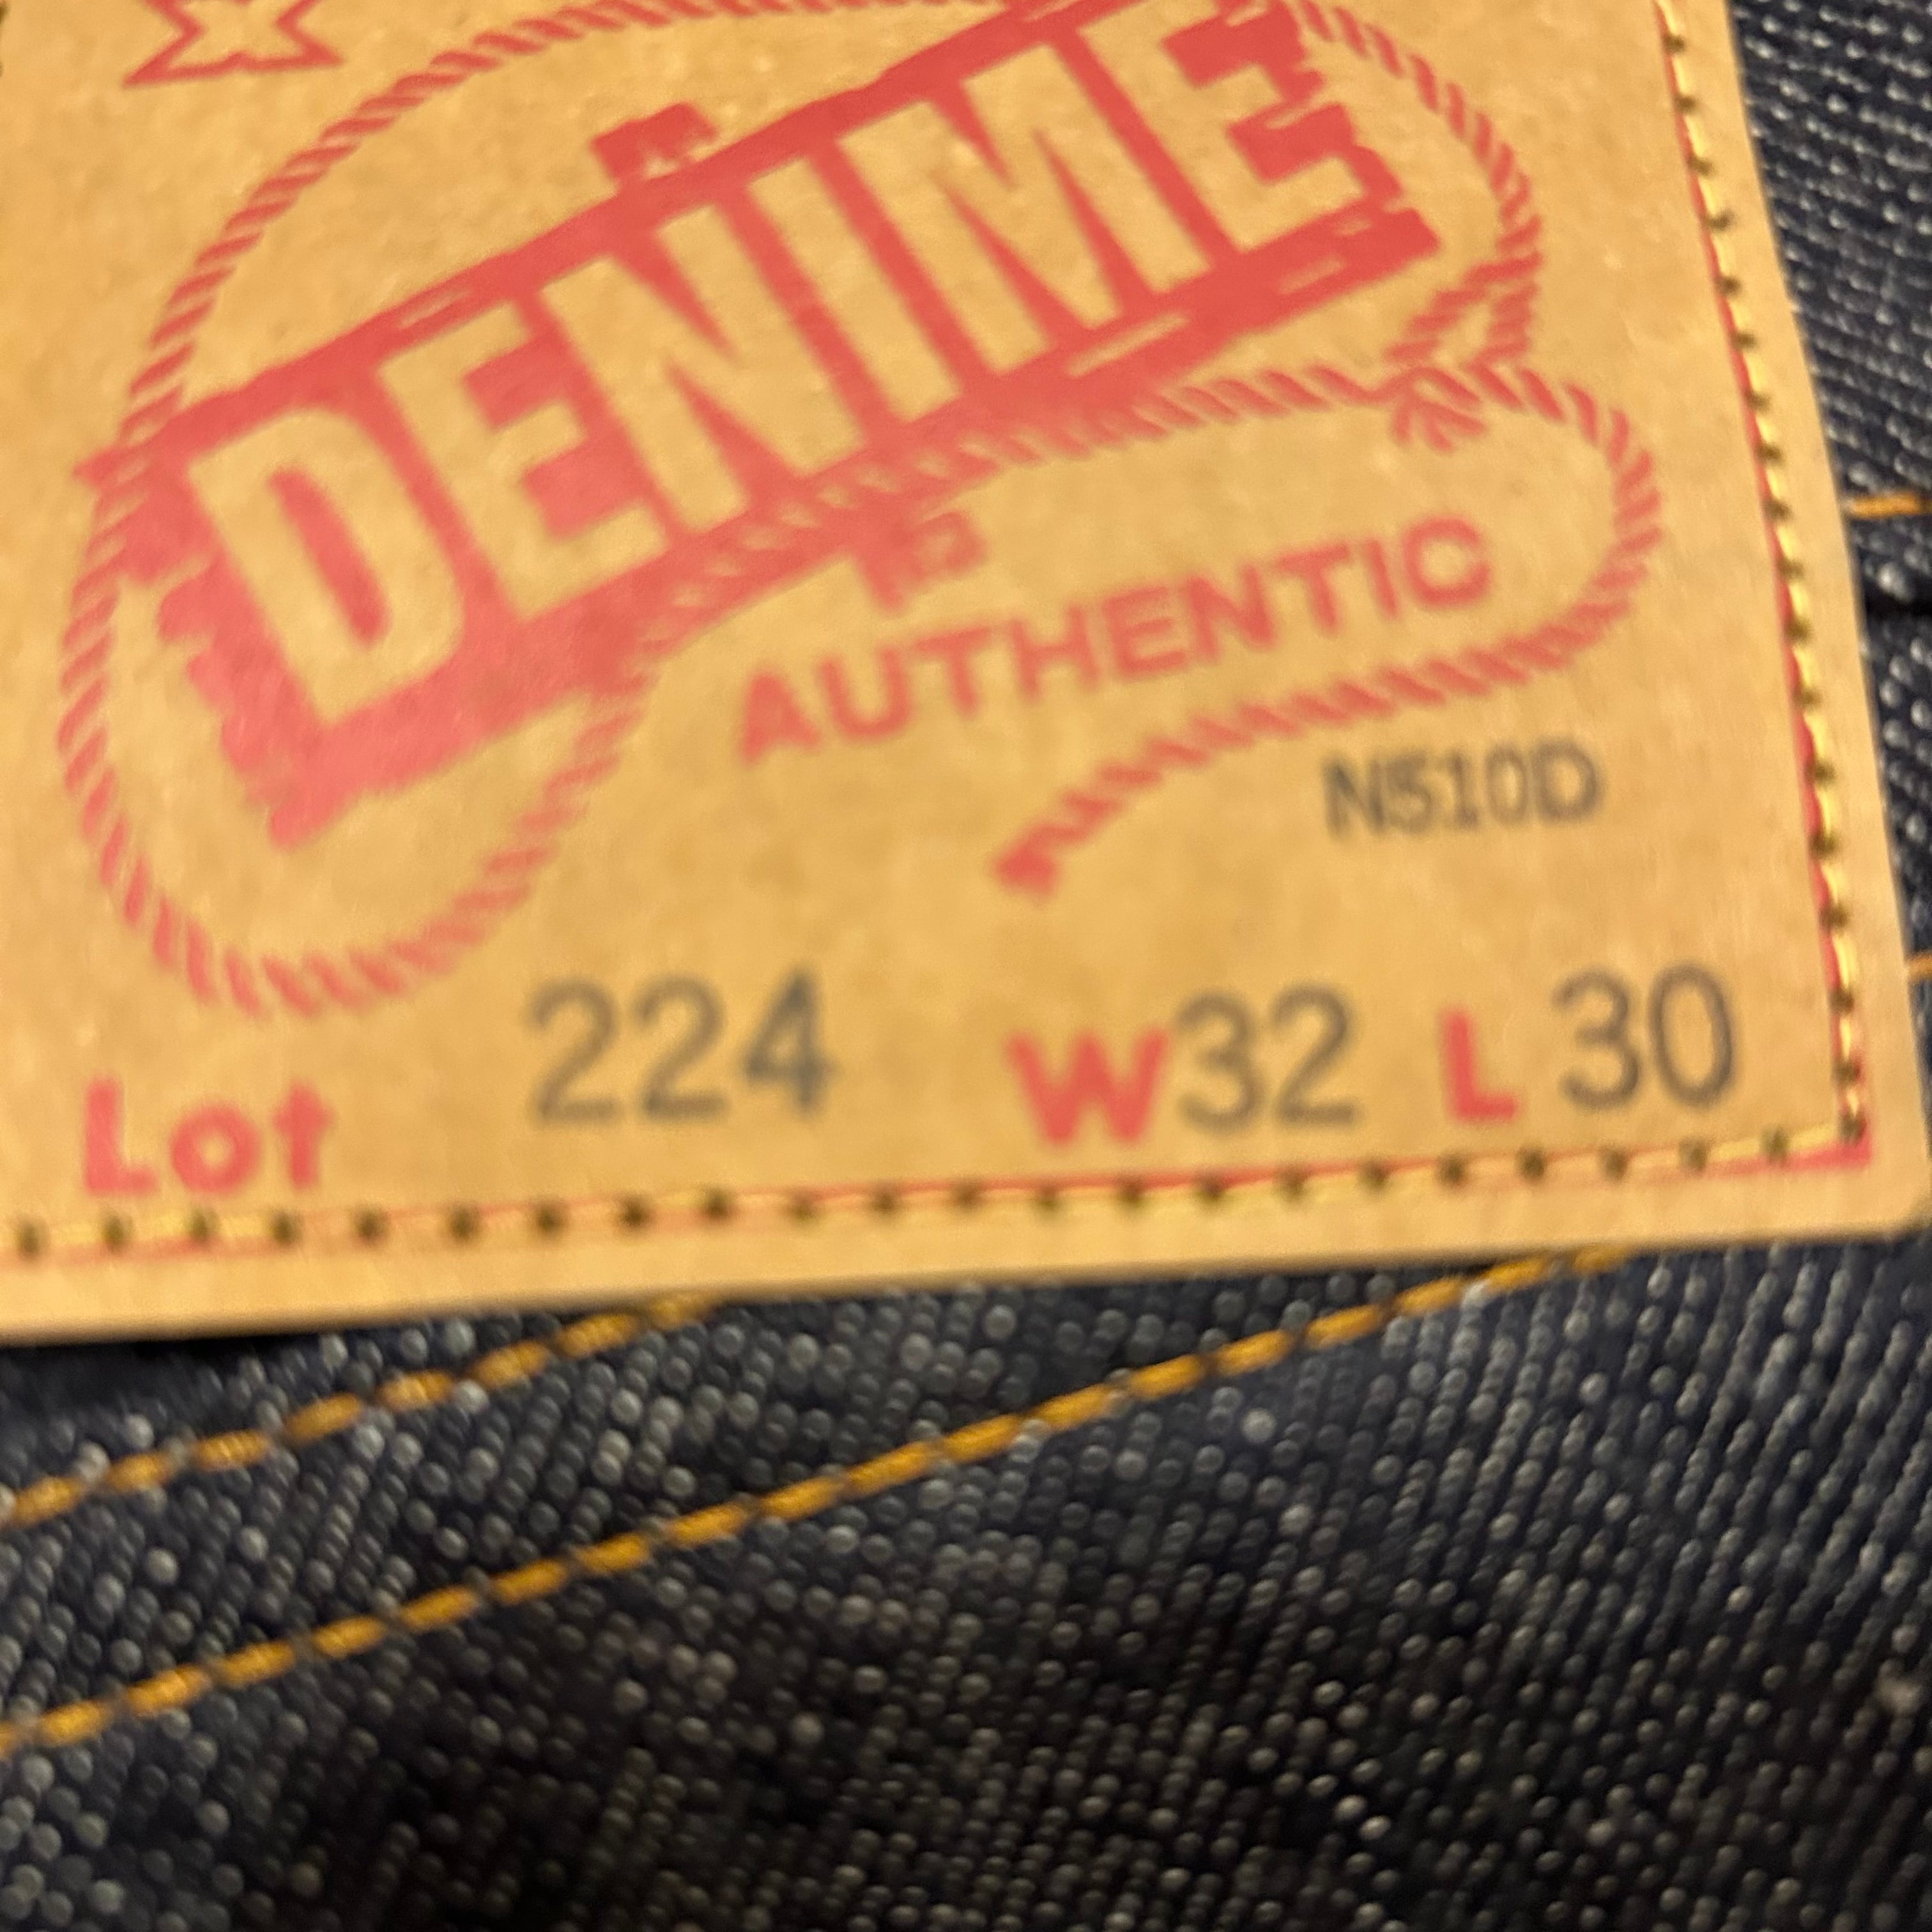 DENIME
AUTHENTIC
N510D
Lot 224 W32 L30